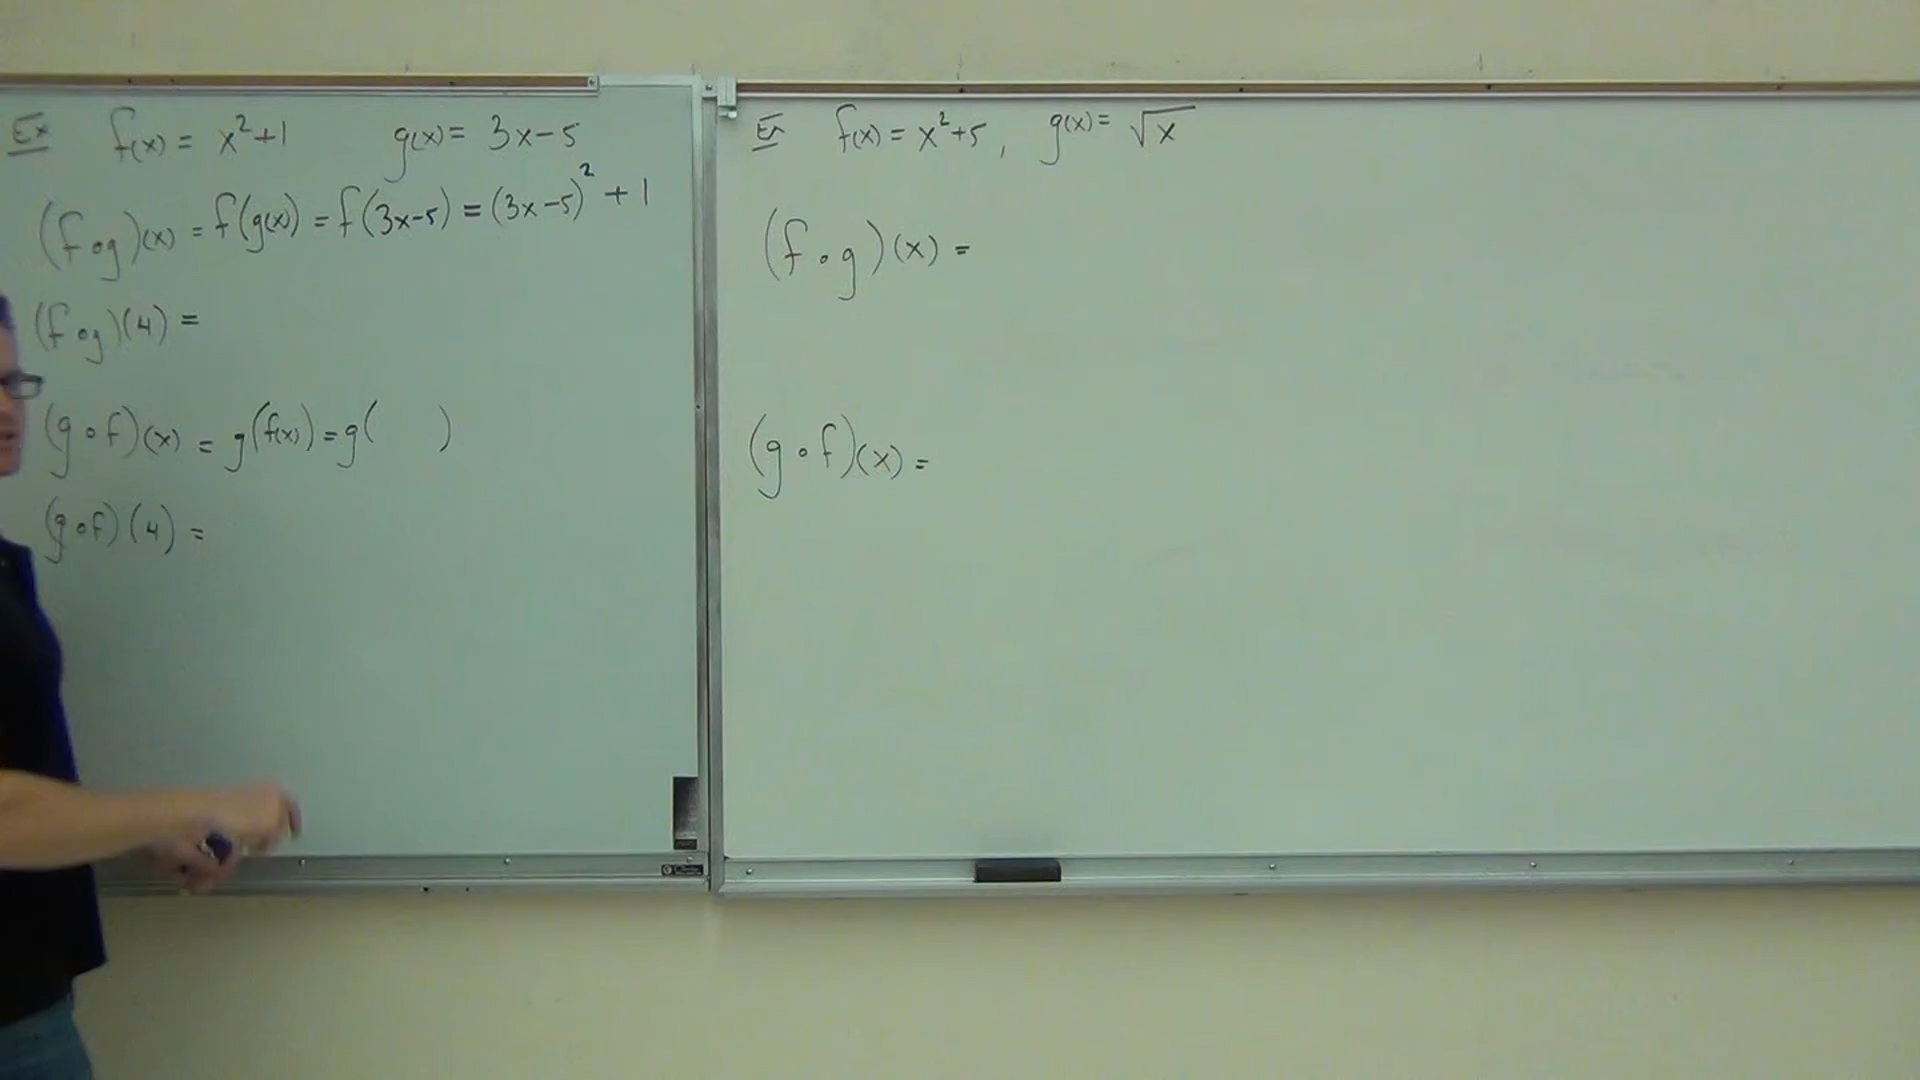 Ex f(x) = x²+1 g(x) = 3x-5
(f∘g)(x) = f(g(x)) = f(3x-5) = (3x-5)² + 1
(f∘g)(4) =
(g∘f)(x) = g(f(x)) = g( )
(g∘f)(4) =
Ex f(x) = x²+5, g(x) = √x
(f∘g)(x) =
(g∘f)(x) =